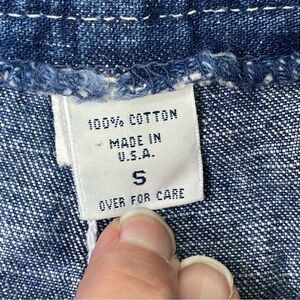 100% COTTON
MADE IN
U.S.A.
S
OVER FOR CARE